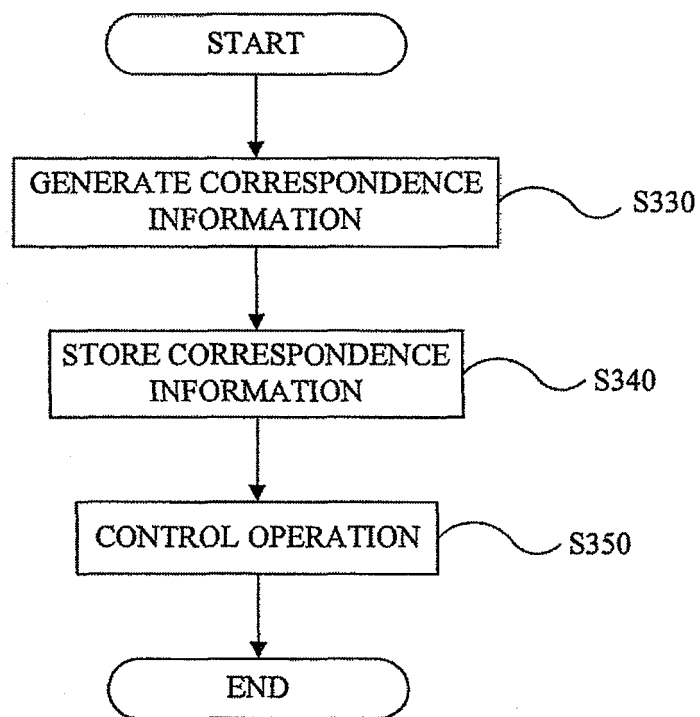 START
GENERATE CORRESPONDENCE
INFORMATION
S330
STORE CORRESPONDENCE
INFORMATION
S340
CONTROL OPERATION
S350
END